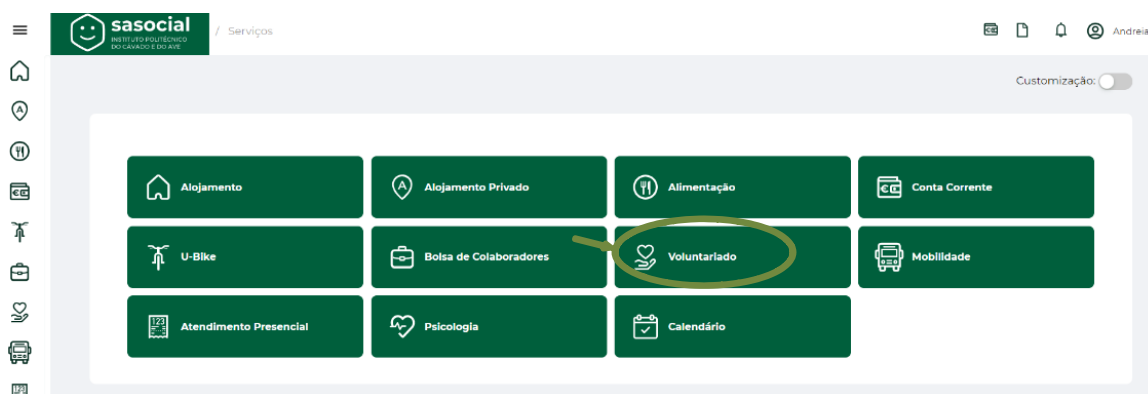 sasocial
INSTITUTO POLITÉCNICO
DO CÁVADO E DO AVE
/ Serviços
Andreia
Customização:
Alojamento
Alojamento Privado
Alimentação
Conta Corrente
U-Bike
Bolsa de Colaboradores
Voluntariado
Mobilidade
Atendimento Presencial
Psicologia
Calendário